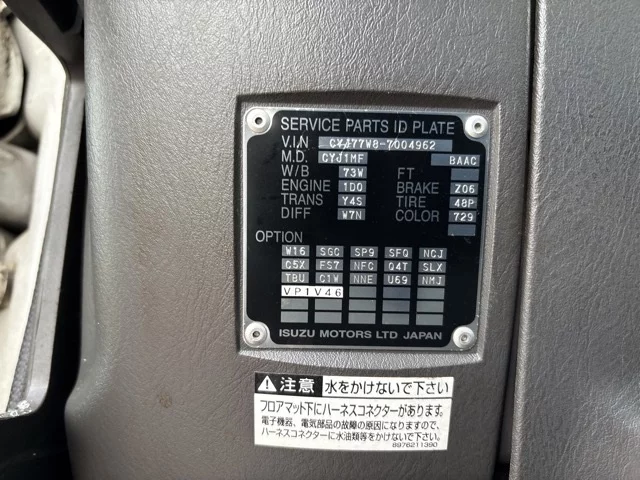 SERVICE PARTS ID PLATE
V.I.N CYJ77W8-7004962
M.D. CYJ1MF BAAC
W/B 73W FT
ENGINE 1D0 BRAKE Z06
TRANS Y4S TIRE 48P
DIFF W7N COLOR 729
OPTION
W16 SGC SP9 SFQ NCJ
C5X FS7 NFC Q4T SLX
TBU C1W NNE U69 NMJ
VP1V46
ISUZU MOTORS LTD JAPAN
注意 水をかけないで下さい
フロアマット下にハーネスコネクターがあります。
電子機器、電気部品の故障の原因になりますので、
ハーネスコネクターに水油類等をかけないで下さい。
8976211390